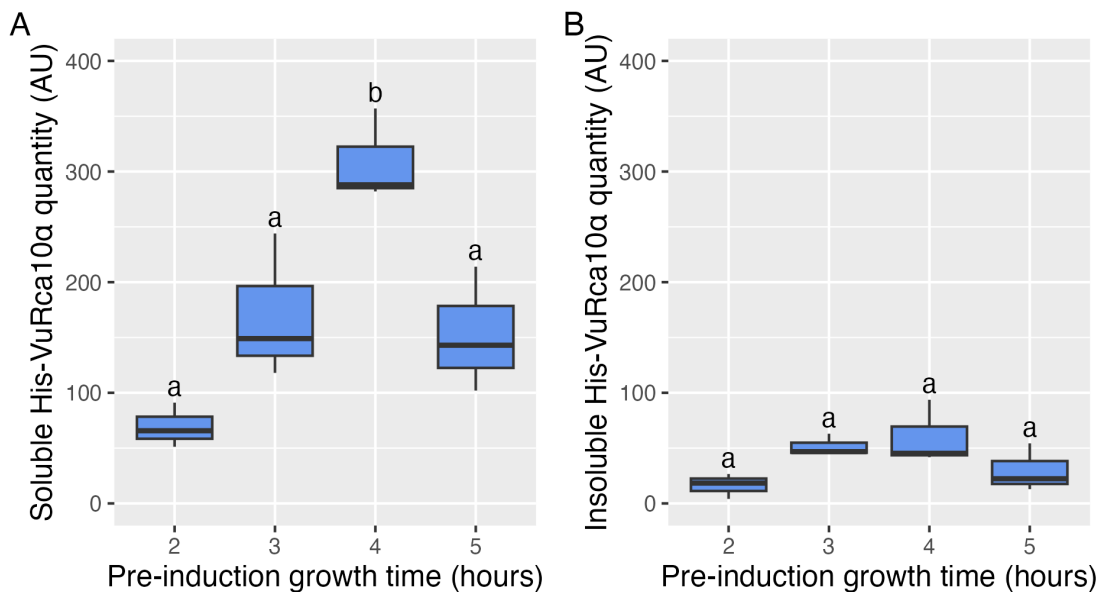 A
Soluble His-VuRca10α quantity (AU)
400
300
200
100
0
a
a
b
a
2 3 4 5
Pre-induction growth time (hours)
B
Insoluble His-VuRca10α quantity (AU)
400
300
200
100
0
a
a
a
a
2 3 4 5
Pre-induction growth time (hours)